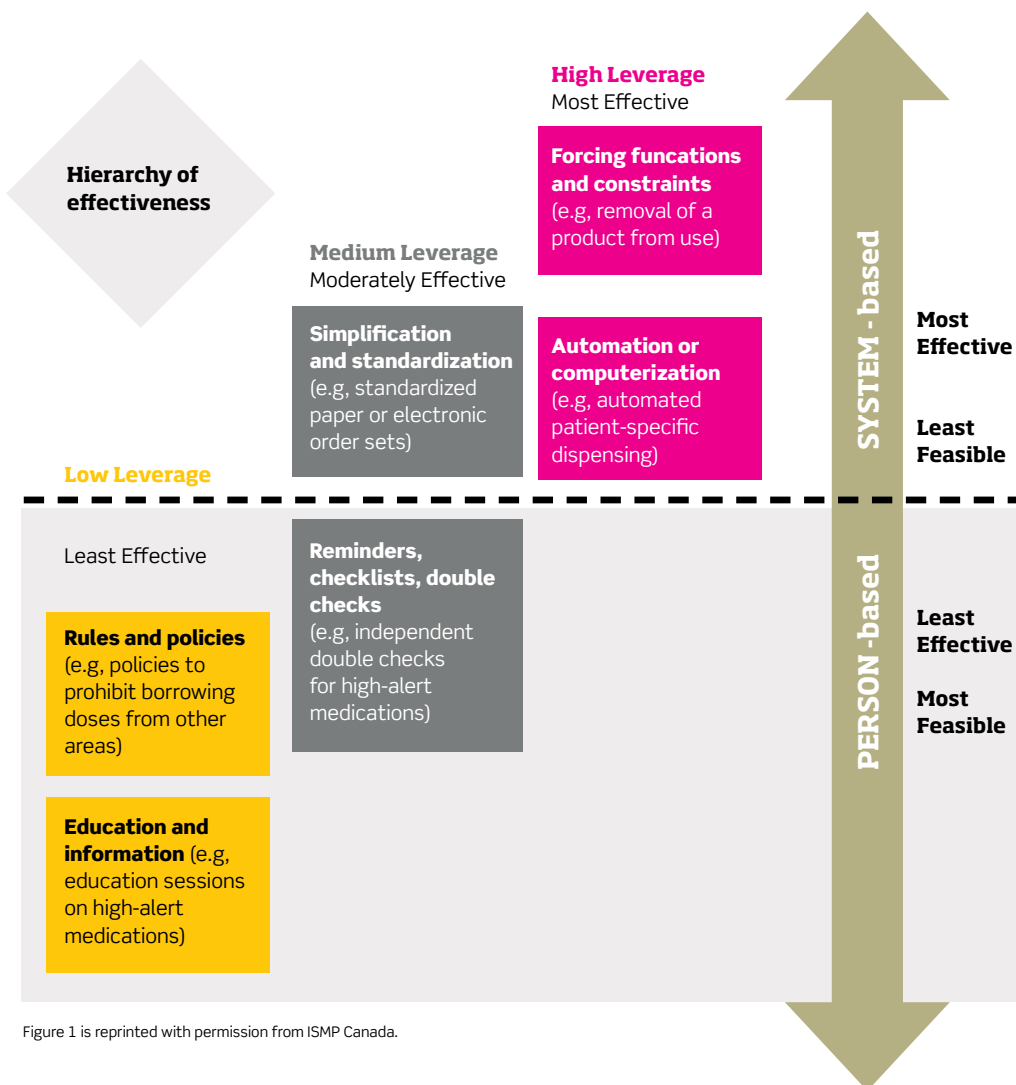 High Leverage
Most Effective
Hierarchy of
effectiveness
Forcing funcations
and constraints
(e.g, removal of a
product from use)
Medium Leverage
Moderately Effective
Simplification
and standardization
(e.g, standardized
paper or electronic
order sets)
Automation or
computerization
(e.g, automated
patient-specific
dispensing)
Low Leverage
SYSTEM - based
Most
Effective
Least
Feasible
Least Effective
Rules and policies
(e.g, policies to
prohibit borrowing
doses from other
areas)
Education and
information (e.g,
education sessions
on high-alert
medications)
Reminders,
checklists, double
checks
(e.g, independent
double checks
for high-alert
medications)
PERSON -based
Least
Effective
Most
Feasible
Figure 1 is reprinted with permission from ISMP Canada.